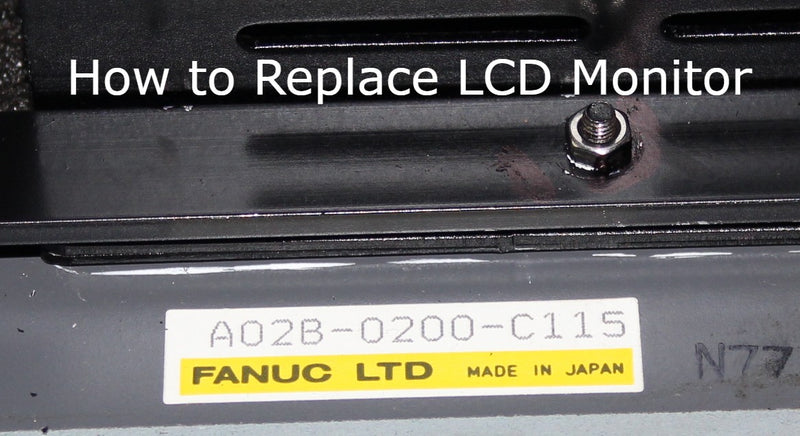 How to Replace LCD Monitor
A02B-0200-C115
FANUC LTD MADE IN JAPAN
N77